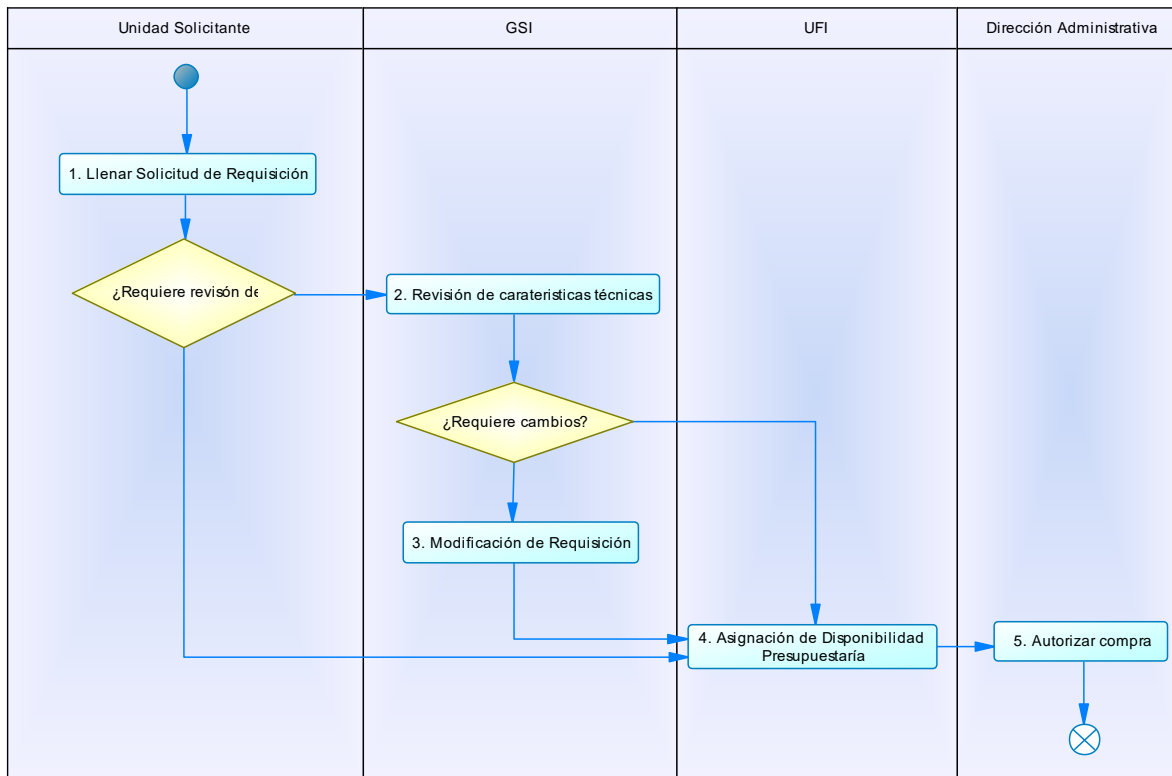 Unidad Solicitante
GSI
UFI
Dirección Administrativa
1. Llenar Solicitud de Requisición
¿Requiere revisón de
2. Revisión de carateristicas técnicas
¿Requiere cambios?
3. Modificación de Requisición
4. Asignación de Disponibilidad
Presupuestaría
5. Autorizar compra